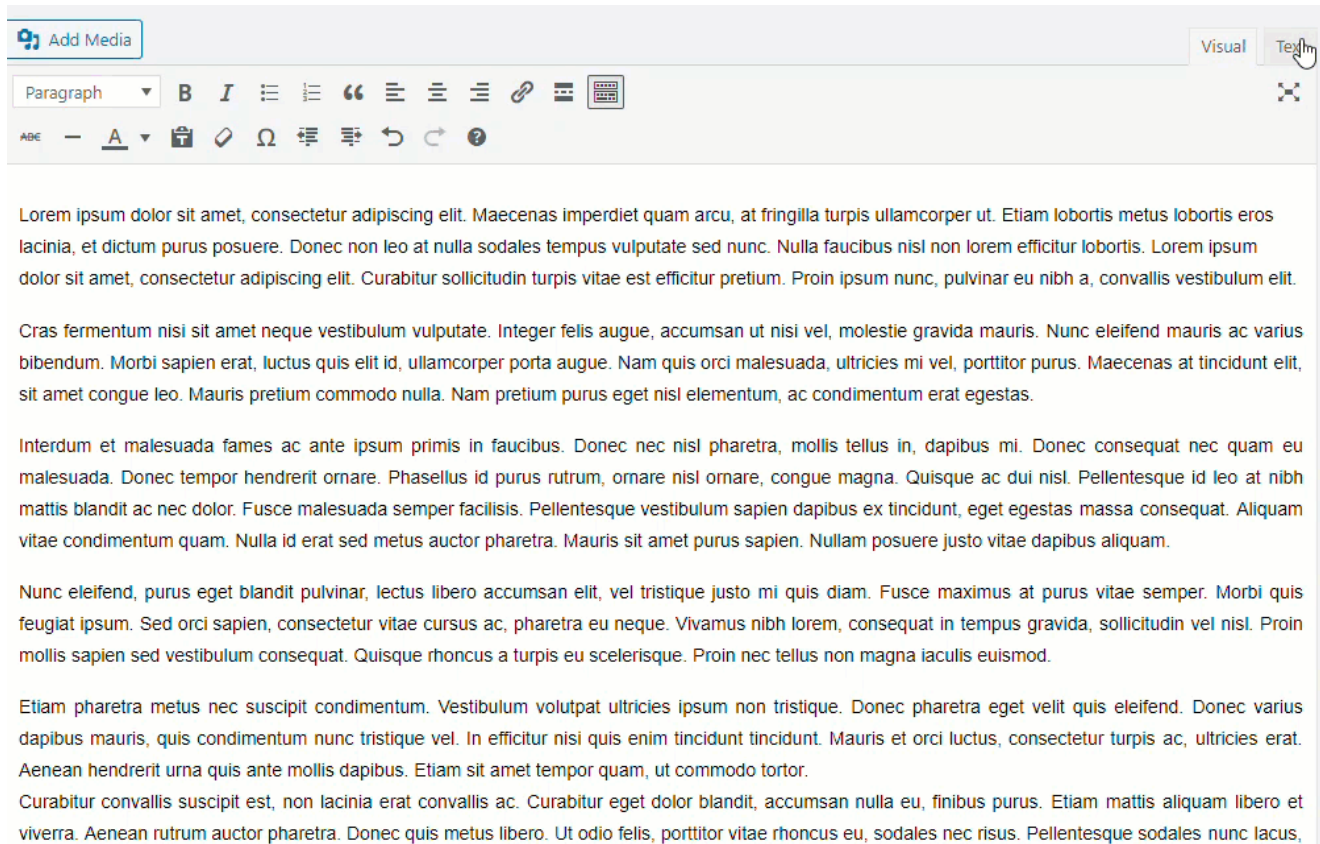 Add Media
Visual Text
Paragraph B I
ABC A T Ω ?
Lorem ipsum dolor sit amet, consectetur adipiscing elit. Maecenas imperdiet quam arcu, at fringilla turpis ullamcorper ut. Etiam lobortis metus lobortis eros
lacinia, et dictum purus posuere. Donec non leo at nulla sodales tempus vulputate sed nunc. Nulla faucibus nisl non lorem efficitur lobortis. Lorem ipsum
dolor sit amet, consectetur adipiscing elit. Curabitur sollicitudin turpis vitae est efficitur pretium. Proin ipsum nunc, pulvinar eu nibh a, convallis vestibulum elit.
Cras fermentum nisi sit amet neque vestibulum vulputate. Integer felis augue, accumsan ut nisi vel, molestie gravida mauris. Nunc eleifend mauris ac varius
bibendum. Morbi sapien erat, luctus quis elit id, ullamcorper porta augue. Nam quis orci malesuada, ultricies mi vel, porttitor purus. Maecenas at tincidunt elit,
sit amet congue leo. Mauris pretium commodo nulla. Nam pretium purus eget nisl elementum, ac condimentum erat egestas.
Interdum et malesuada fames ac ante ipsum primis in faucibus. Donec nec nisl pharetra, mollis tellus in, dapibus mi. Donec consequat nec quam eu
malesuada. Donec tempor hendrerit ornare. Phasellus id purus rutrum, ornare nisl ornare, congue magna. Quisque ac dui nisl. Pellentesque id leo at nibh
mattis blandit ac nec dolor. Fusce malesuada semper facilisis. Pellentesque vestibulum sapien dapibus ex tincidunt, eget egestas massa consequat. Aliquam
vitae condimentum quam. Nulla id erat sed metus auctor pharetra. Mauris sit amet purus sapien. Nullam posuere justo vitae dapibus aliquam.
Nunc eleifend, purus eget blandit pulvinar, lectus libero accumsan elit, vel tristique justo mi quis diam. Fusce maximus at purus vitae semper. Morbi quis
feugiat ipsum. Sed orci sapien, consectetur vitae cursus ac, pharetra eu neque. Vivamus nibh lorem, consequat in tempus gravida, sollicitudin vel nisl. Proin
mollis sapien sed vestibulum consequat. Quisque rhoncus a turpis eu scelerisque. Proin nec tellus non magna iaculis euismod.
Etiam pharetra metus nec suscipit condimentum. Vestibulum volutpat ultricies ipsum non tristique. Donec pharetra eget velit quis eleifend. Donec varius
dapibus mauris, quis condimentum nunc tristique vel. In efficitur nisi quis enim tincidunt tincidunt. Mauris et orci luctus, consectetur turpis ac, ultricies erat.
Aenean hendrerit urna quis ante mollis dapibus. Etiam sit amet tempor quam, ut commodo tortor.
Curabitur convallis suscipit est, non lacinia erat convallis ac. Curabitur eget dolor blandit, accumsan nulla eu, finibus purus. Etiam mattis aliquam libero et
viverra. Aenean rutrum auctor pharetra. Donec quis metus libero. Ut odio felis, porttitor vitae rhoncus eu, sodales nec risus. Pellentesque sodales nunc lacus,